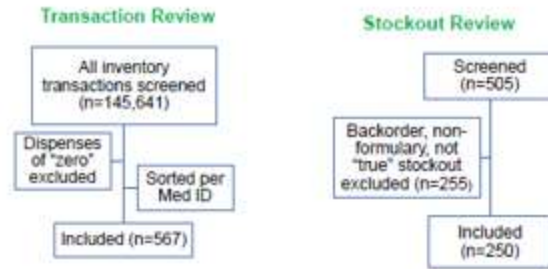 Transaction Review
All inventory
transactions screened
(n=145,641)
Dispenses
of "zero"
excluded
Sorted per
Med ID
Included (n=567)
Stockout Review
Screened
(n=505)
Backorder, non-
formulary, not
"true" stockout
excluded (n=255)
Included
(n=250)